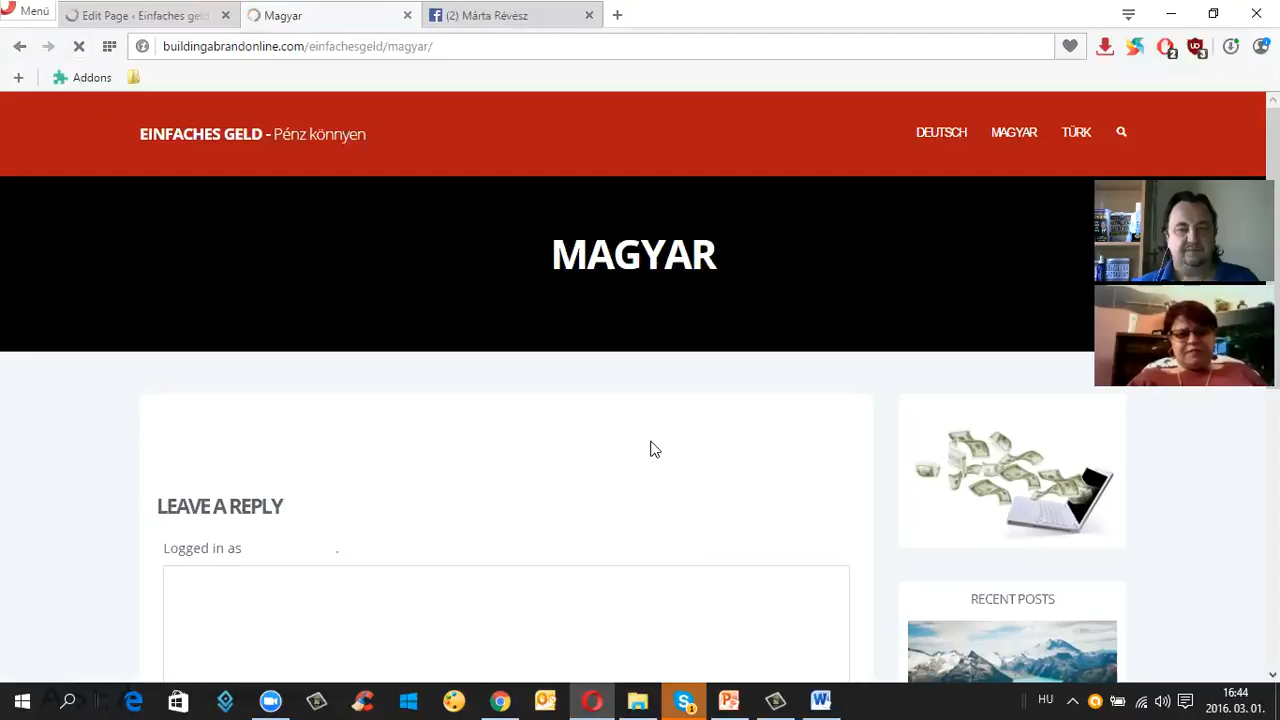 Menü
Edit Page ‹ Einfaches geld
Magyar
(2) Márta Révész
buildingabrandonline.com/einfachesgeld/magyar/
Addons
EINFACHES GELD - Pénz könnyen
DEUTSCH MAGYAR TÜRK
MAGYAR
LEAVE A REPLY
Logged in as .
RECENT POSTS
HU
16:44
2016. 03. 01.